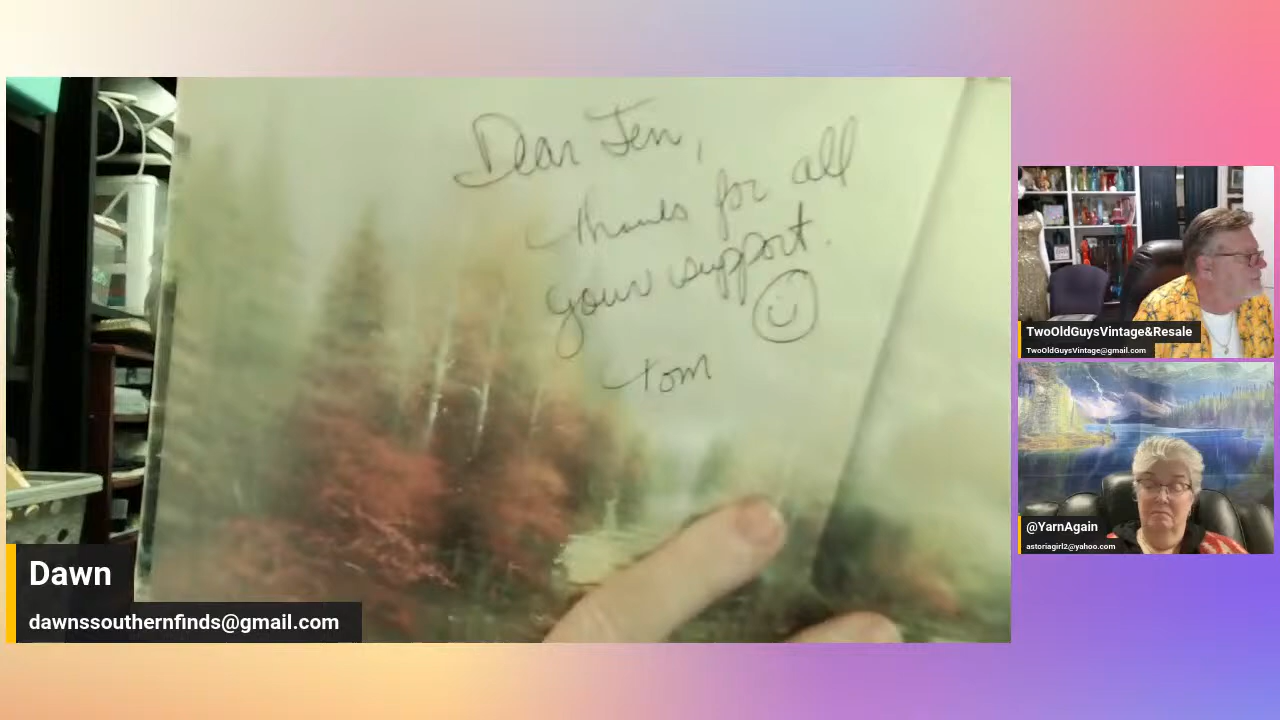 Dear Jen,
thanks for all
your support.
tom
Dawn
dawnssouthernfinds@gmail.com
TwoOldGuysVintage&Resale
TwoOldGuysVintage@gmail.com
@YarnAgain
astoriagirl2@yahoo.com